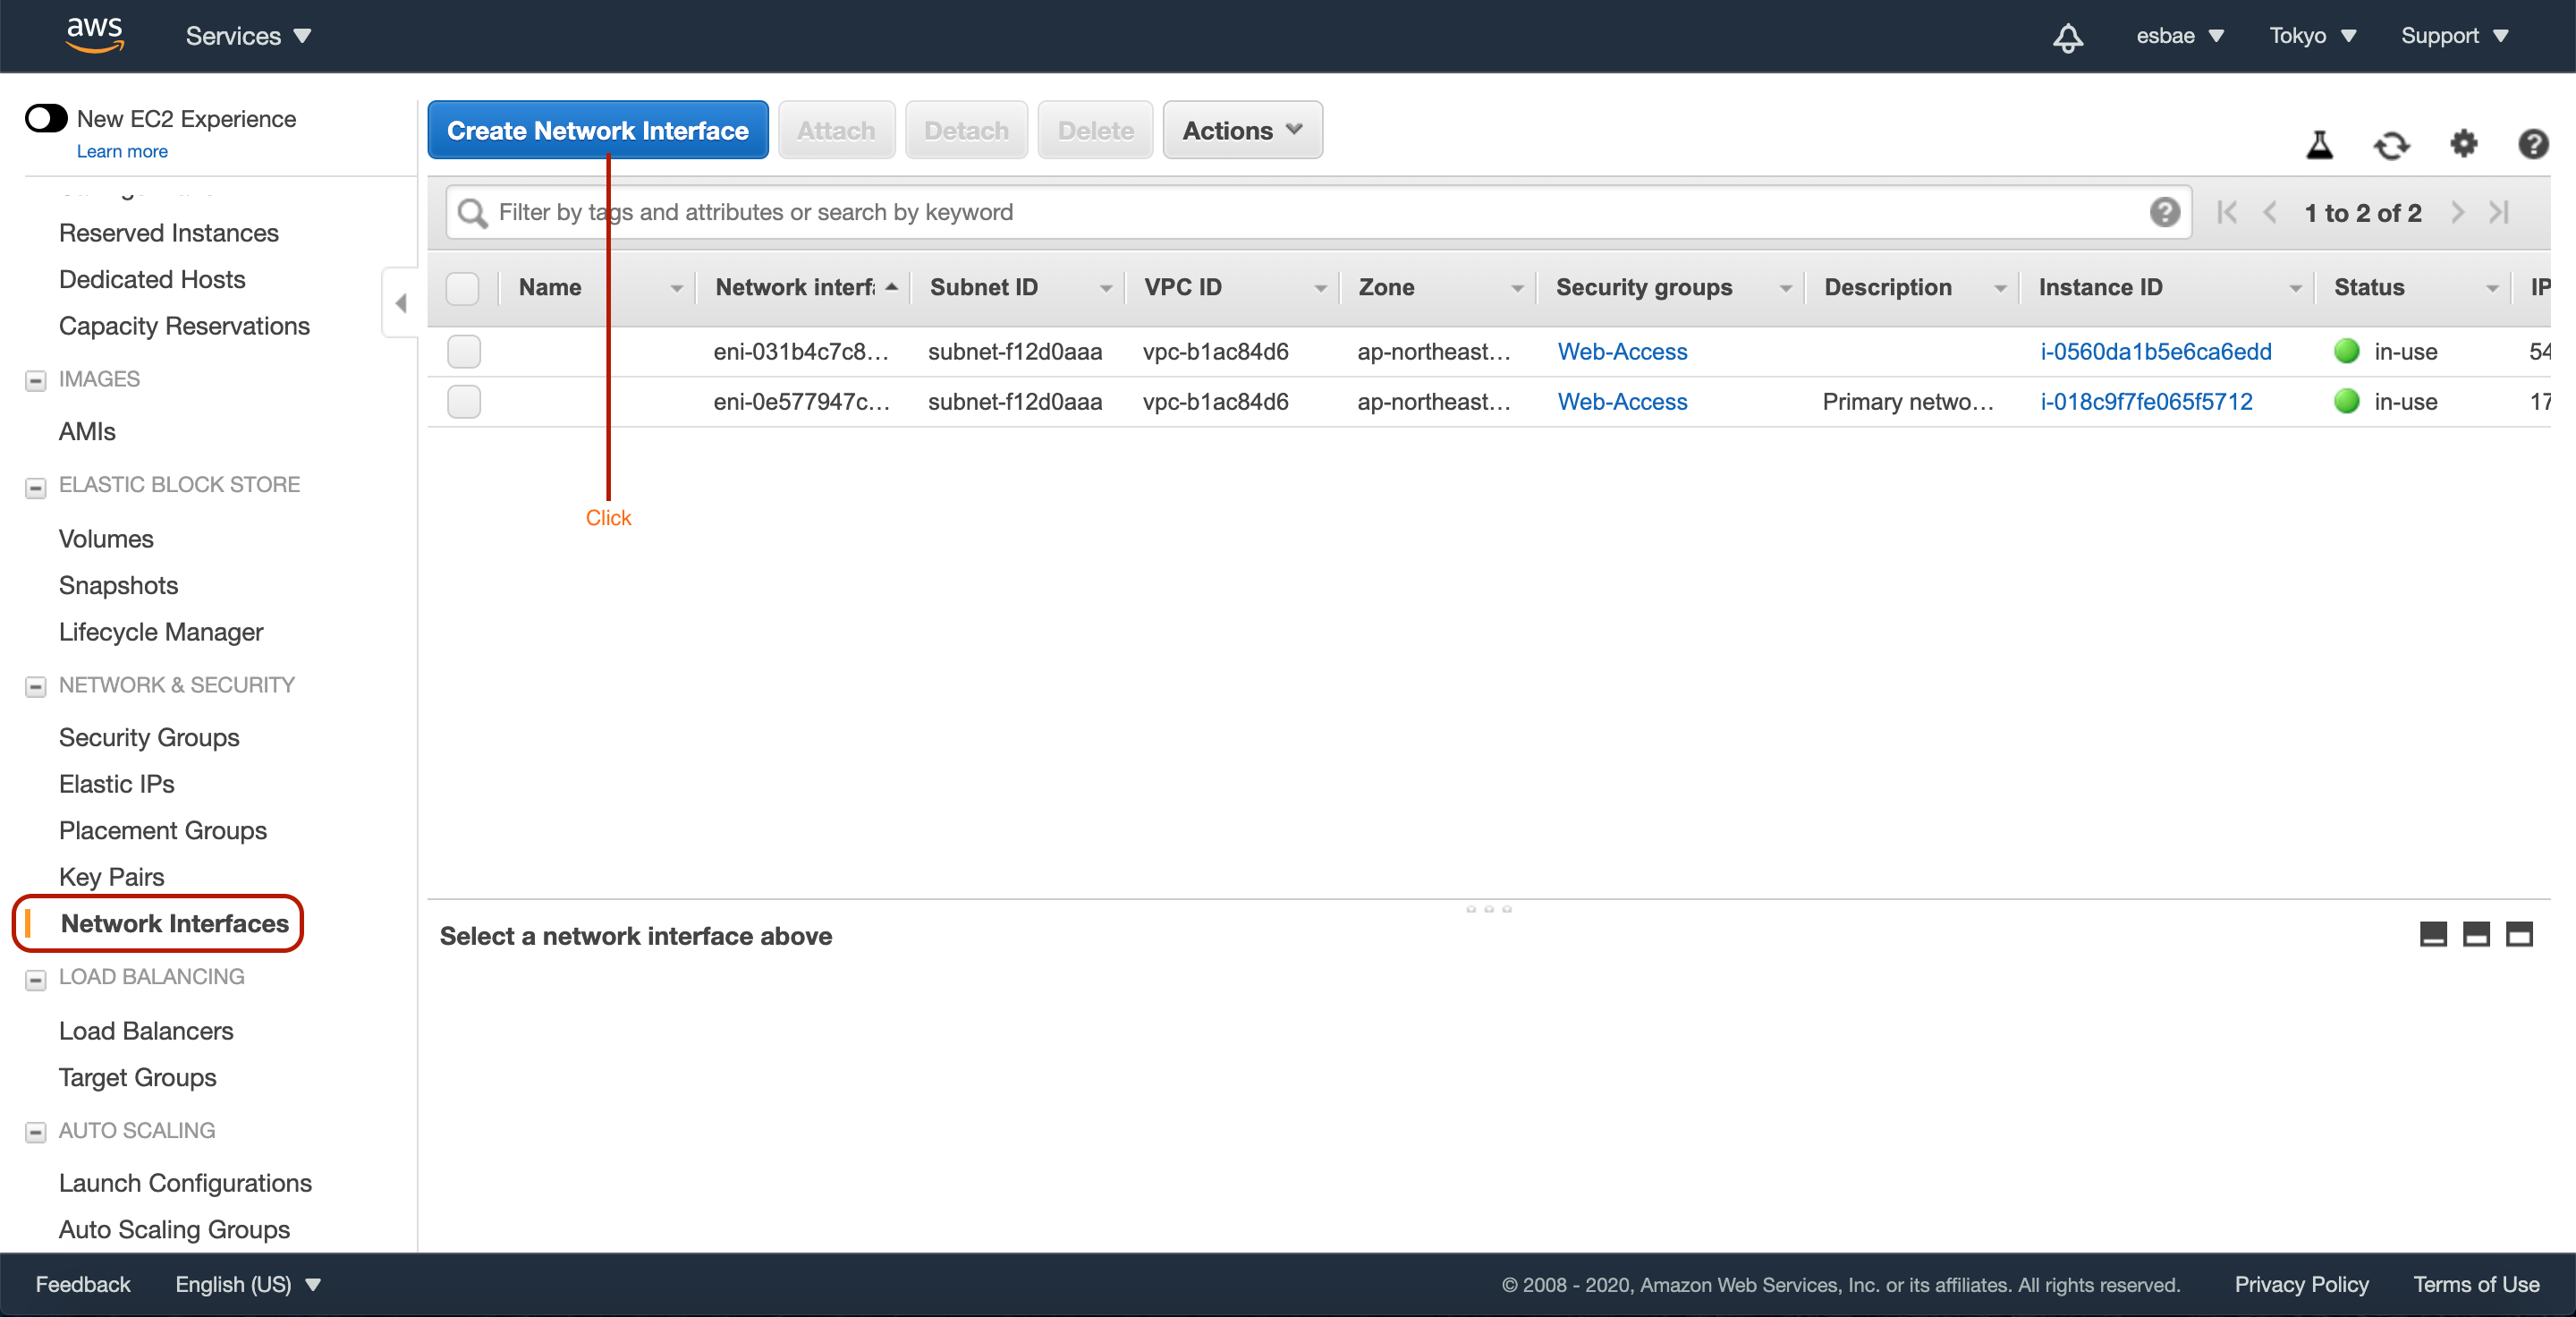 aws Services esbae Tokyo Support
New EC2 Experience
Learn more
Create Network Interface Attach Detach Delete Actions
Filter by tags and attributes or search by keyword 1 to 2 of 2
Name Network interf Subnet ID VPC ID Zone Security groups Description Instance ID Status IP
eni-031b4c7c8... subnet-f12d0aaa vpc-b1ac84d6 ap-northeast... Web-Access i-0560da1b5e6ca6edd in-use 54
eni-0e577947c... subnet-f12d0aaa vpc-b1ac84d6 ap-northeast... Web-Access Primary netwo... i-018c9f7fe065f5712 in-use 17
Click
Select a network interface above
Reserved Instances
Dedicated Hosts
Capacity Reservations
IMAGES
AMIs
ELASTIC BLOCK STORE
Volumes
Snapshots
Lifecycle Manager
NETWORK & SECURITY
Security Groups
Elastic IPs
Placement Groups
Key Pairs
Network Interfaces
LOAD BALANCING
Load Balancers
Target Groups
AUTO SCALING
Launch Configurations
Auto Scaling Groups
Feedback English (US) © 2008 - 2020, Amazon Web Services, Inc. or its affiliates. All rights reserved. Privacy Policy Terms of Use